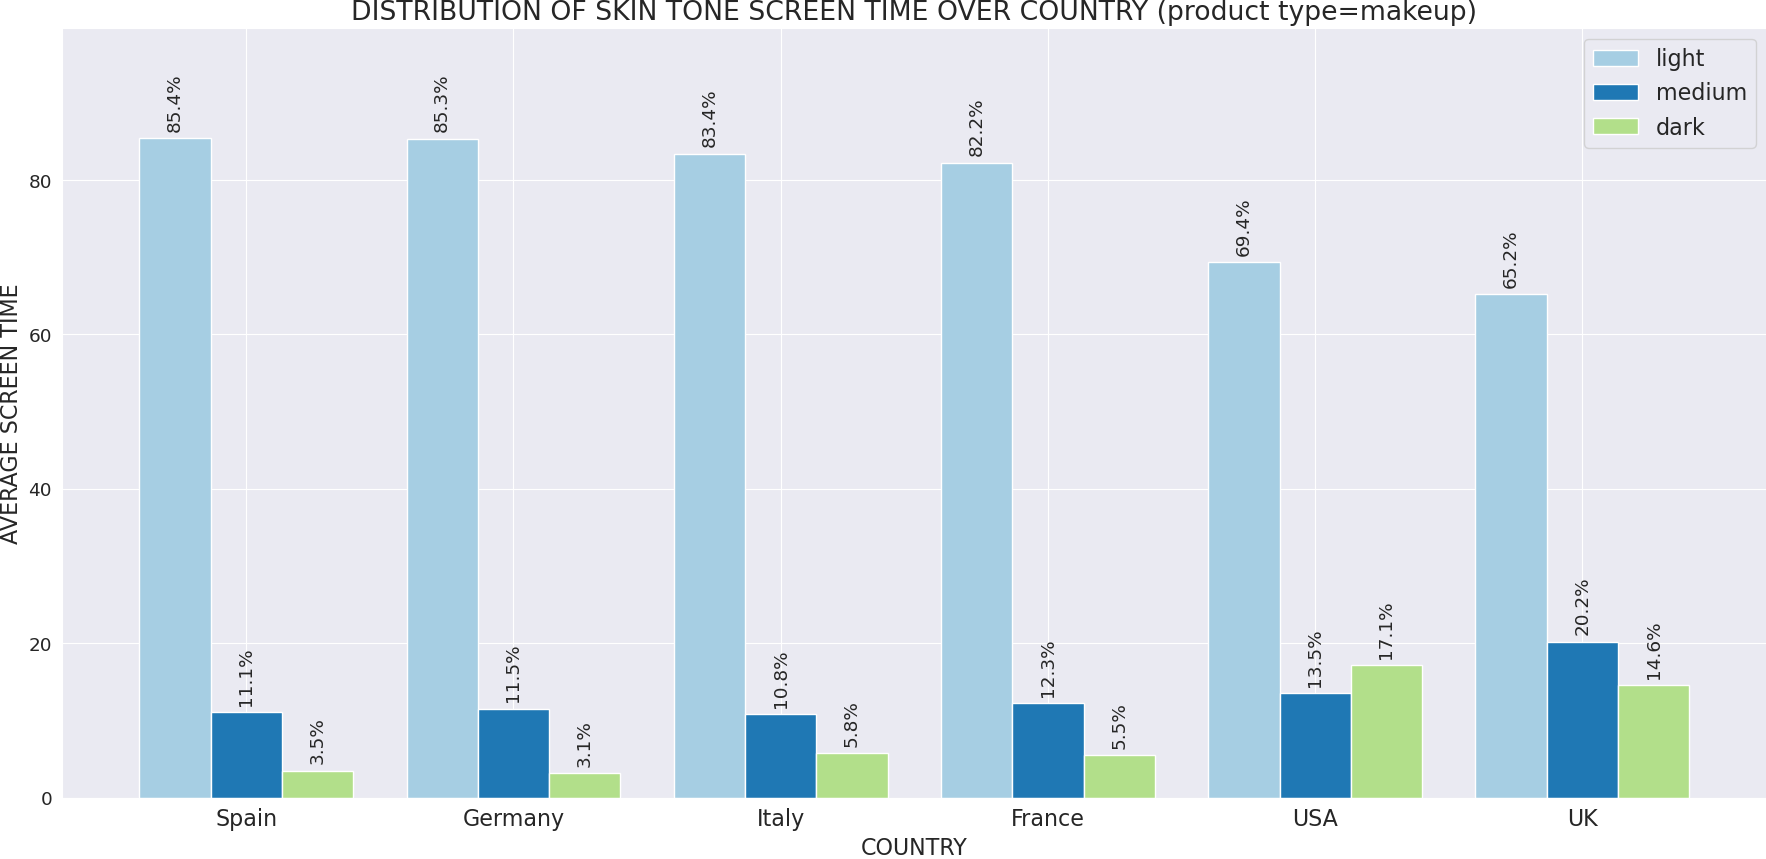 DISTRIBUTION OF SKIN TONE SCREEN TIME OVER COUNTRY (product type=makeup)
light
medium
dark
AVERAGE SCREEN TIME
80
60
40
20
0
85.4%
11.1%
3.5%
85.3%
11.5%
3.1%
83.4%
10.8%
5.8%
82.2%
12.3%
5.5%
69.4%
13.5%
17.1%
65.2%
20.2%
14.6%
Spain
Germany
Italy
France
USA
UK
COUNTRY